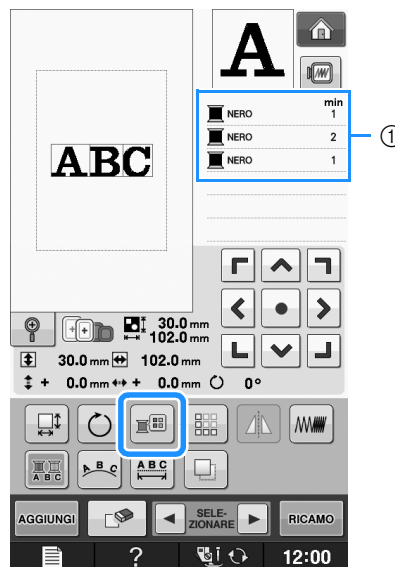 A
min
NERO 1
NERO 2
NERO 1
①
ABC
30.0 mm
102.0 mm
30.0 mm 102.0 mm
+ 0.0 mm + 0.0 mm 0°
A B C
A B C
A B C
AGGIUNGI
SELE-
ZIONARE
RICAMO
? 12:00